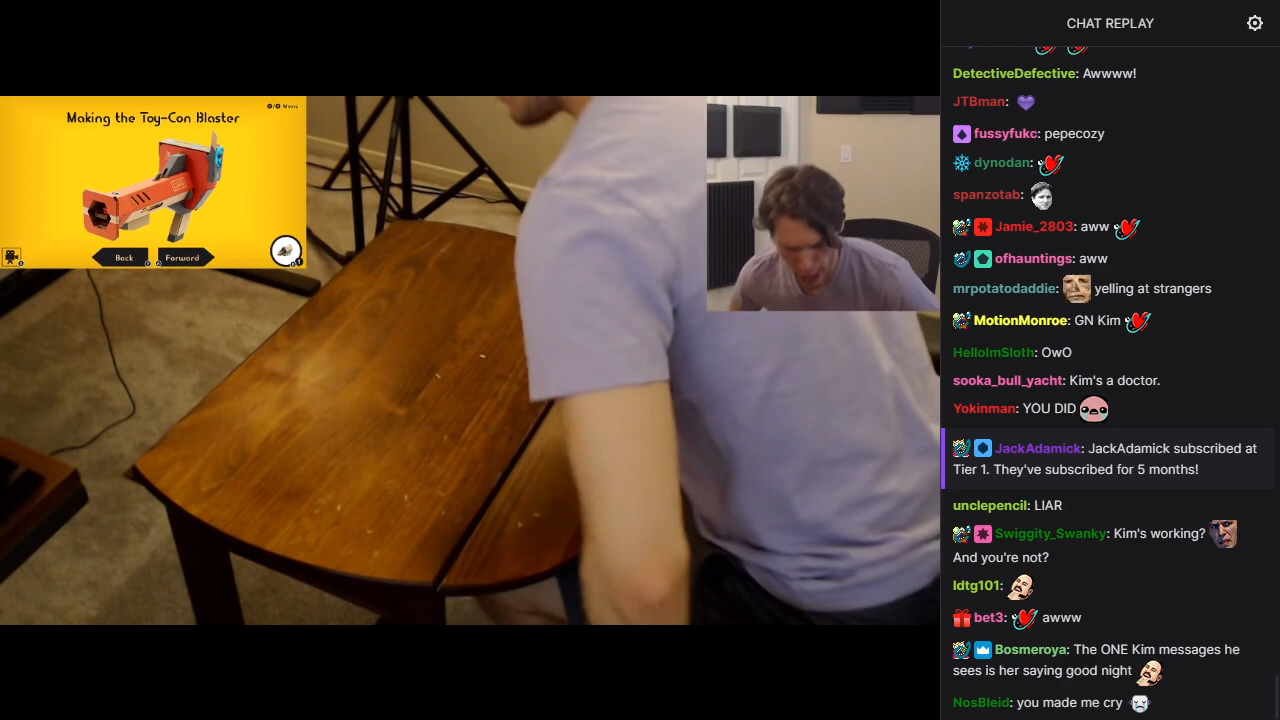 Menu
Making the Toy-Con Blaster
Back
Forward
CHAT REPLAY
DetectiveDefective: Awwww!
JTBman:
fussyfukc: pepecozy
dynodan:
spanzotab:
Jamie_2803: aww
ofhauntings: aww
mrpotatodaddie: yelling at strangers
MotionMonroe: GN Kim
HelloImSloth: OwO
sooka_bull_yacht: Kim's a doctor.
Yokinman: YOU DID
JackAdamick: JackAdamick subscribed at
Tier 1. They've subscribed for 5 months!
unclepencil: LIAR
Swiggity_Swanky: Kim's working?
And you're not?
ldtg101:
bet3: awww
Bosmeroya: The ONE Kim messages he
sees is her saying good night
NosBleid: you made me cry